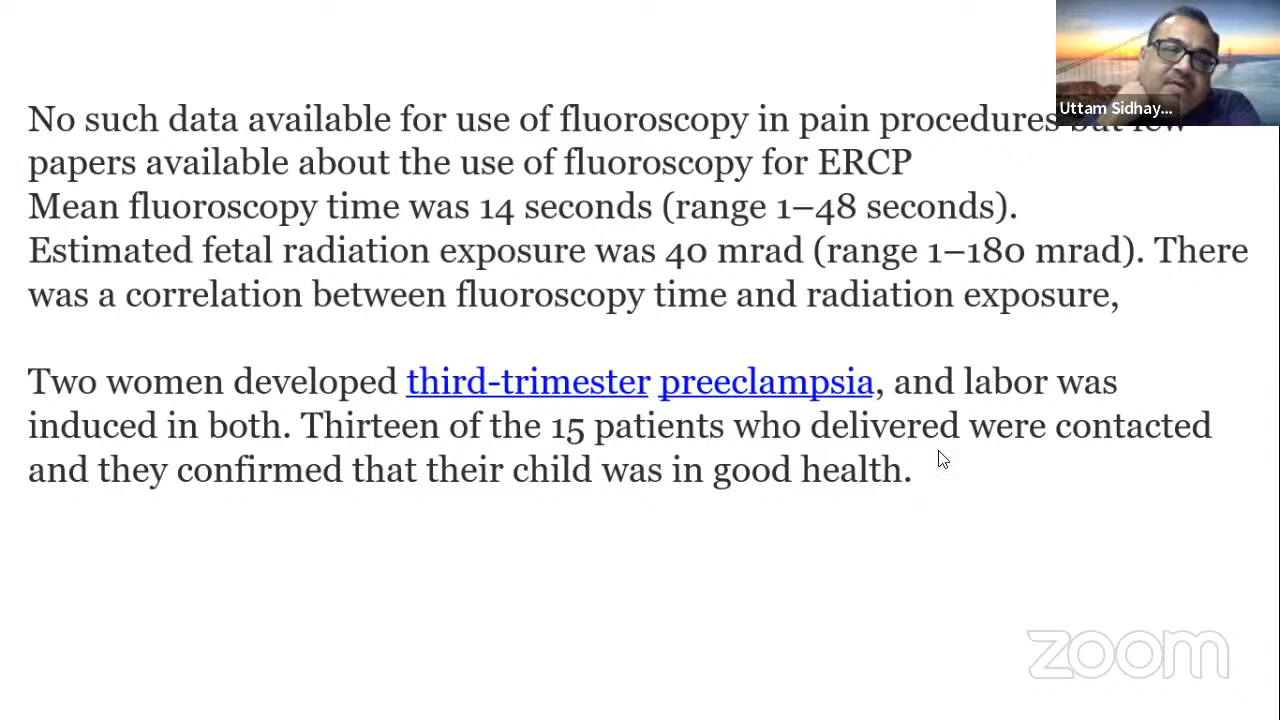 No such data available for use of fluoroscopy in pain procedures but few
papers available about the use of fluoroscopy for ERCP
Mean fluoroscopy time was 14 seconds (range 1–48 seconds).
Estimated fetal radiation exposure was 40 mrad (range 1–180 mrad). There
was a correlation between fluoroscopy time and radiation exposure,
Two women developed third-trimester preeclampsia, and labor was
induced in both. Thirteen of the 15 patients who delivered were contacted
and they confirmed that their child was in good health.
Uttam Sidhay...
zoom